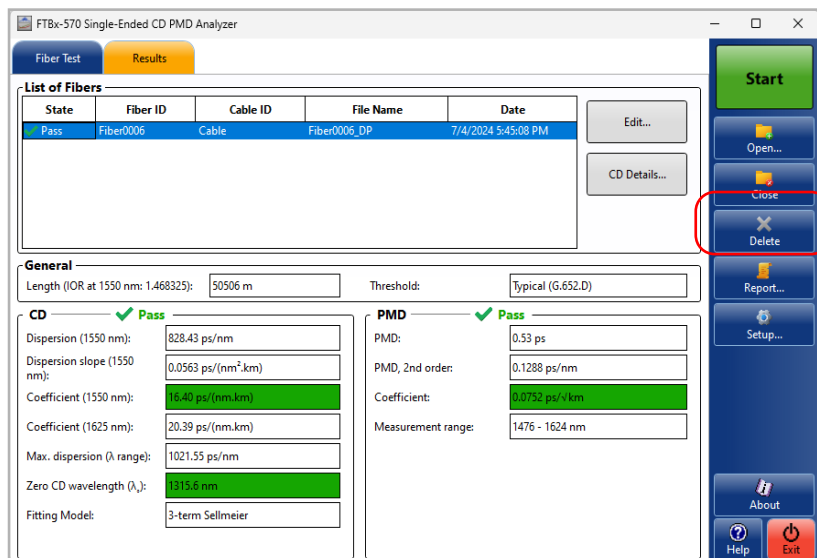 FTBx-570 Single-Ended CD PMD Analyzer
Fiber Test
Results
List of Fibers
State Fiber ID Cable ID File Name Date
Pass Fiber0006 Cable Fiber0006_DP 7/4/2024 5:45:08 PM
Edit...
CD Details...
General
Length (IOR at 1550 nm: 1.468325): 50506 m Threshold: Typical (G.652.D)
CD Pass
Dispersion (1550 nm): 828.43 ps/nm
Dispersion slope (1550
nm): 0.0563 ps/(nm².km)
Coefficient (1550 nm): 16.40 ps/(nm.km)
Coefficient (1625 nm): 20.39 ps/(nm.km)
Max. dispersion (λ range): 1021.55 ps/nm
Zero CD wavelength (λ₀): 1315.6 nm
Fitting Model: 3-term Sellmeier
PMD Pass
PMD: 0.53 ps
PMD, 2nd order: 0.1288 ps/nm
Coefficient: 0.0752 ps/√km
Measurement range: 1476 - 1624 nm
Start
Open...
Close
Delete
Report...
Setup...
About
Help
Exit